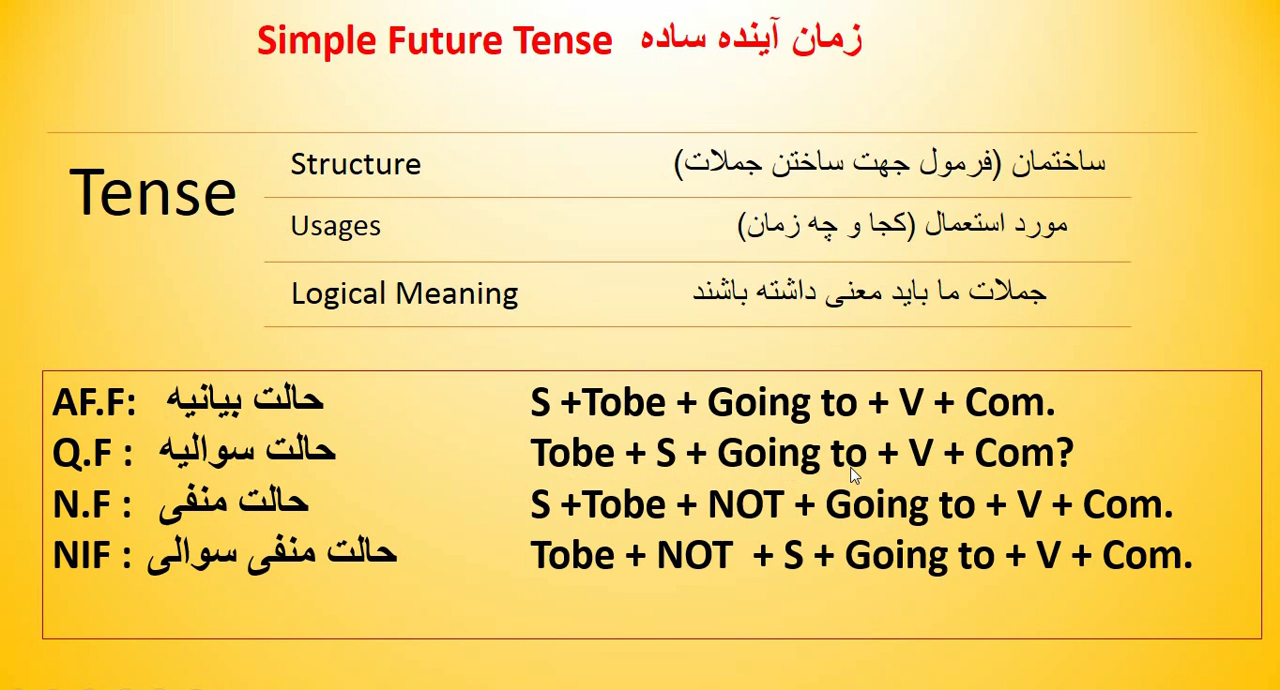 Simple Future Tense زمان آینده ساده
Tense
Structure ساختمان (فرمول جهت ساختن جملات)
Usages مورد استعمال (کجا و چه زمان)
Logical Meaning جملات ما باید معنی داشته باشند
AF.F: حالت بیانیه S +Tobe + Going to + V + Com.
Q.F : حالت سوالیه Tobe + S + Going to + V + Com?
N.F : حالت منفی S +Tobe + NOT + Going to + V + Com.
NIF : حالت منفی سوالی Tobe + NOT + S + Going to + V + Com.